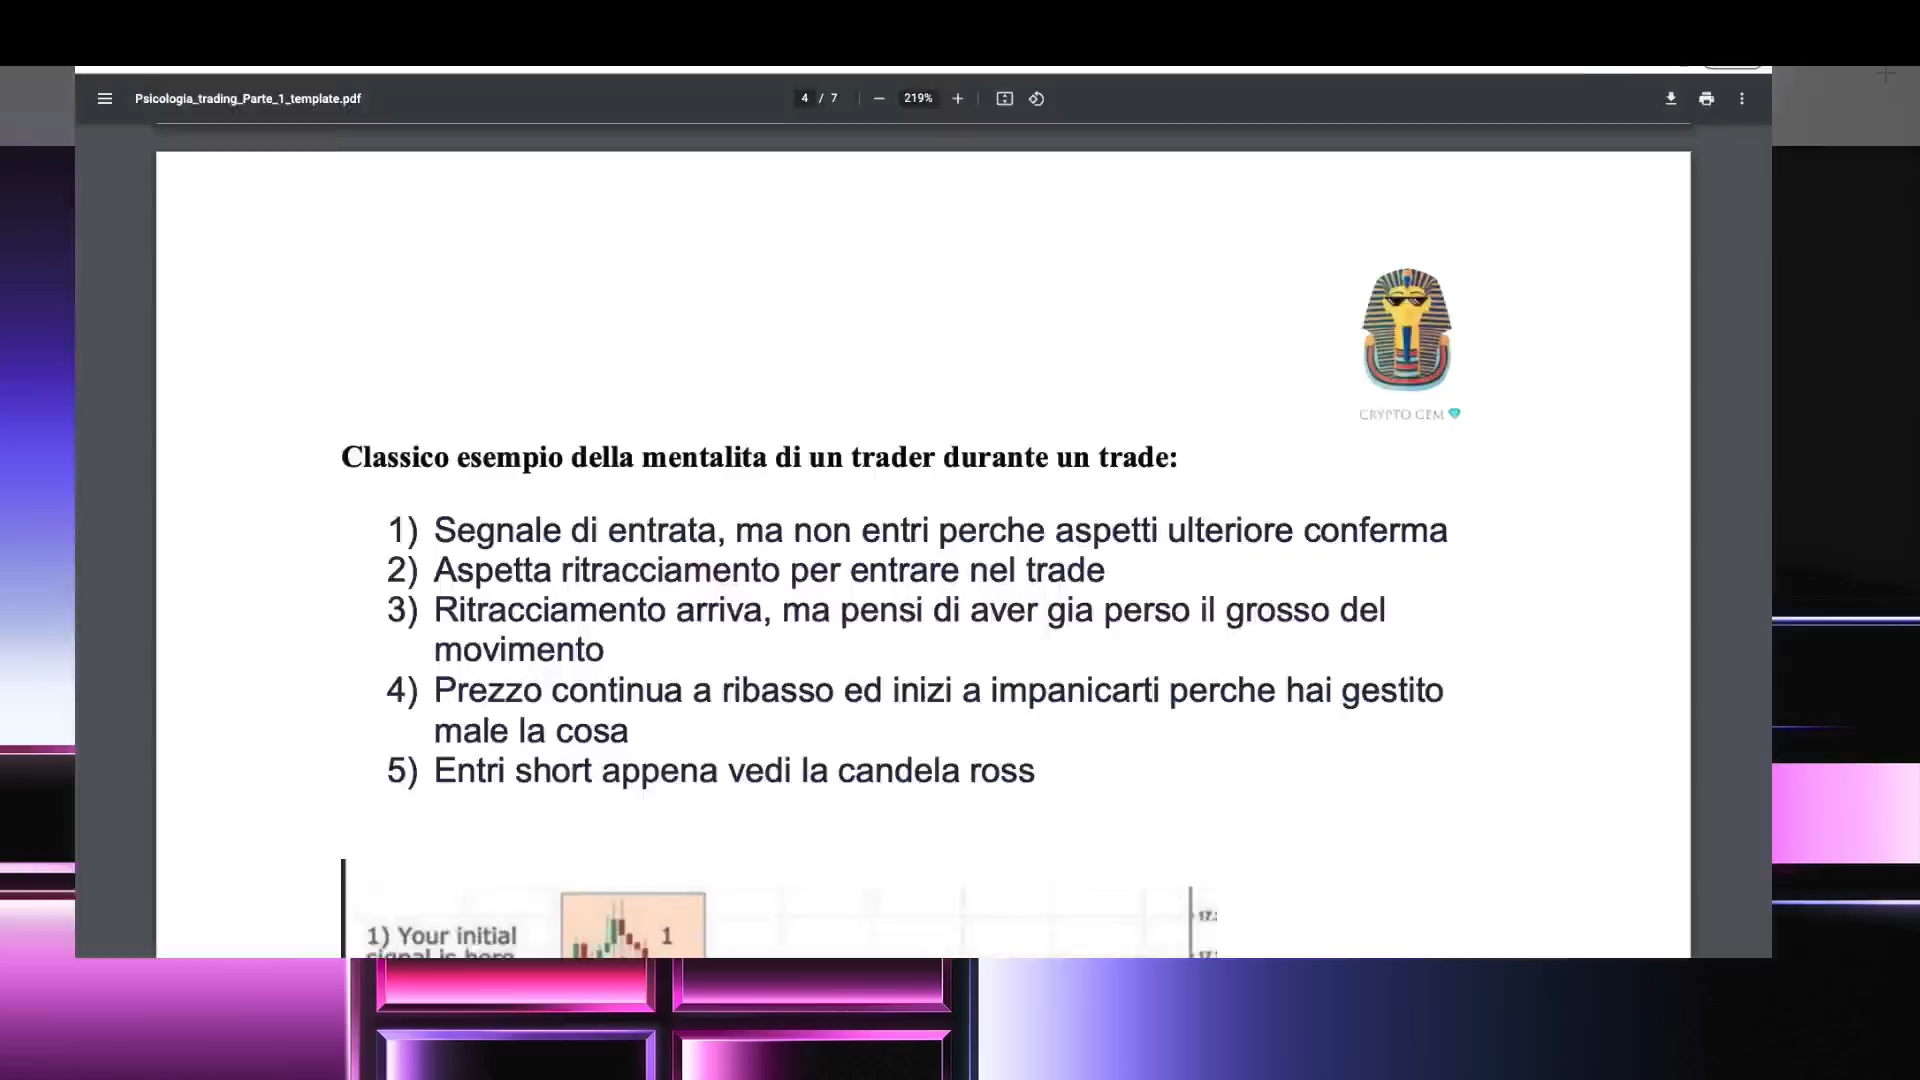 Psicologia_trading_Parte_1_template.pdf
4 / 7
219%
CRYPTO GEM
Classico esempio della mentalita di un trader durante un trade:
1) Segnale di entrata, ma non entri perche aspetti ulteriore conferma
2) Aspetta ritracciamento per entrare nel trade
3) Ritracciamento arriva, ma pensi di aver gia perso il grosso del
movimento
4) Prezzo continua a ribasso ed inizi a impanicarti perche hai gestito
male la cosa
5) Entri short appena vedi la candela ross
1) Your initial
1
signal is here